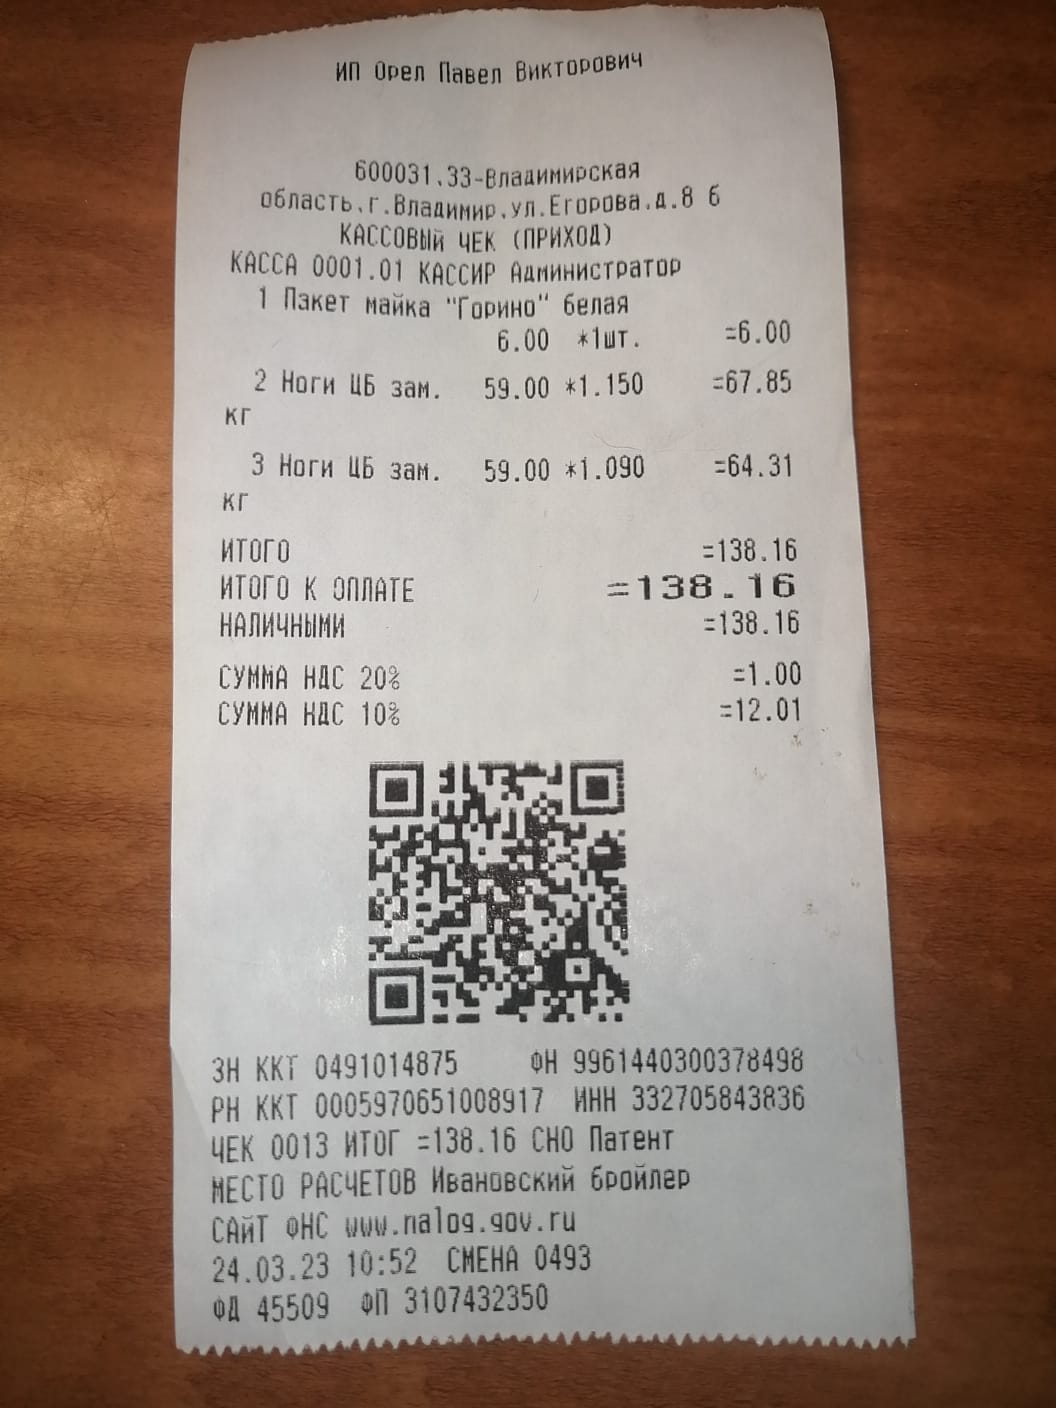 ИП Орел Павел Викторович
600031,33-Владимирская
область,г.Владимир,ул.Егорова,д.8 б
КАССОВЫЙ ЧЕК (ПРИХОД)
КАССА 0001.01 КАССИР Администратор
1 Пакет майка "Горино" белая
6.00 *1шт. =6.00
2 Ноги ЦБ зам. 59.00 *1.150 =67.85
кг
3 Ноги ЦБ зам. 59.00 *1.090 =64.31
кг
ИТОГО =138.16
ИТОГО К ОПЛАТЕ =138.16
НАЛИЧНЫМИ =138.16
СУММА НДС 20% =1.00
СУММА НДС 10% =12.01
ЗН ККТ 0491014875 ФН 9961440300378498
РН ККТ 0005970651008917 ИНН 332705843836
ЧЕК 0013 ИТОГ =138.16 СНО Патент
МЕСТО РАСЧЕТОВ Ивановский бройлер
САЙТ ФНС www.nalog.gov.ru
24.03.23 10:52 СМЕНА 0493
ФД 45509 ФП 3107432350